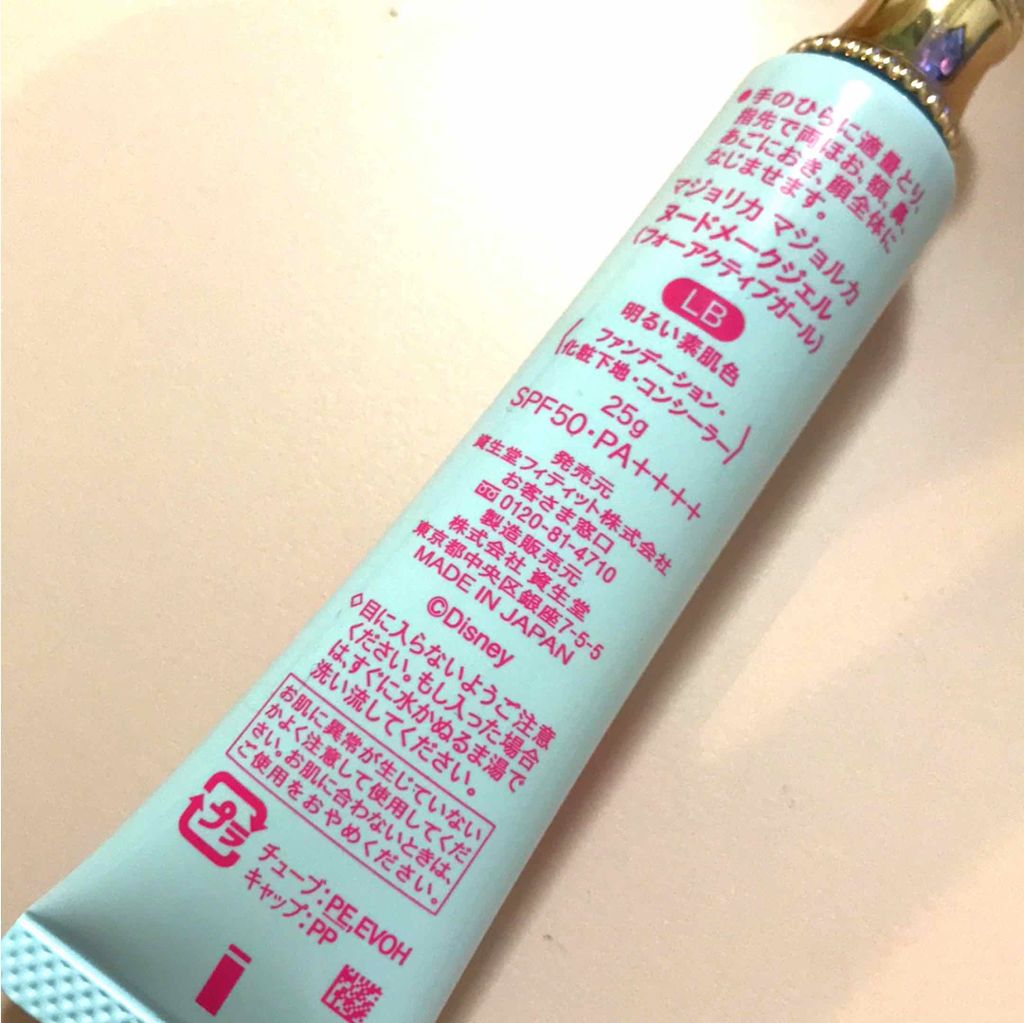 ●手のひらに適量とり、
指先で両ほお、額、鼻、
あごにおき、顔全体に
なじませます。
マジョリカ マジョルカ
ヌードメークジェル
(フォーアクティブガール)
LB
明るい素肌色
(ファンデーション・
化粧下地・コンシーラー)
25g
SPF50・PA++++
発売元
資生堂フィティット株式会社
お客さま窓口
0120-81-4710
製造販売元
株式会社 資生堂
東京都中央区銀座7-5-5
MADE IN JAPAN
©Disney
◇目に入らないようご注意
ください。もし入った場合
は、すぐに水かぬるま湯で
洗い流してください。
お肌に異常が生じていない
かよく注意して使用してくだ
さい。お肌に合わないときは、
ご使用をおやめください。
プラ
チューブ:PE,EVOH
キャップ:PP